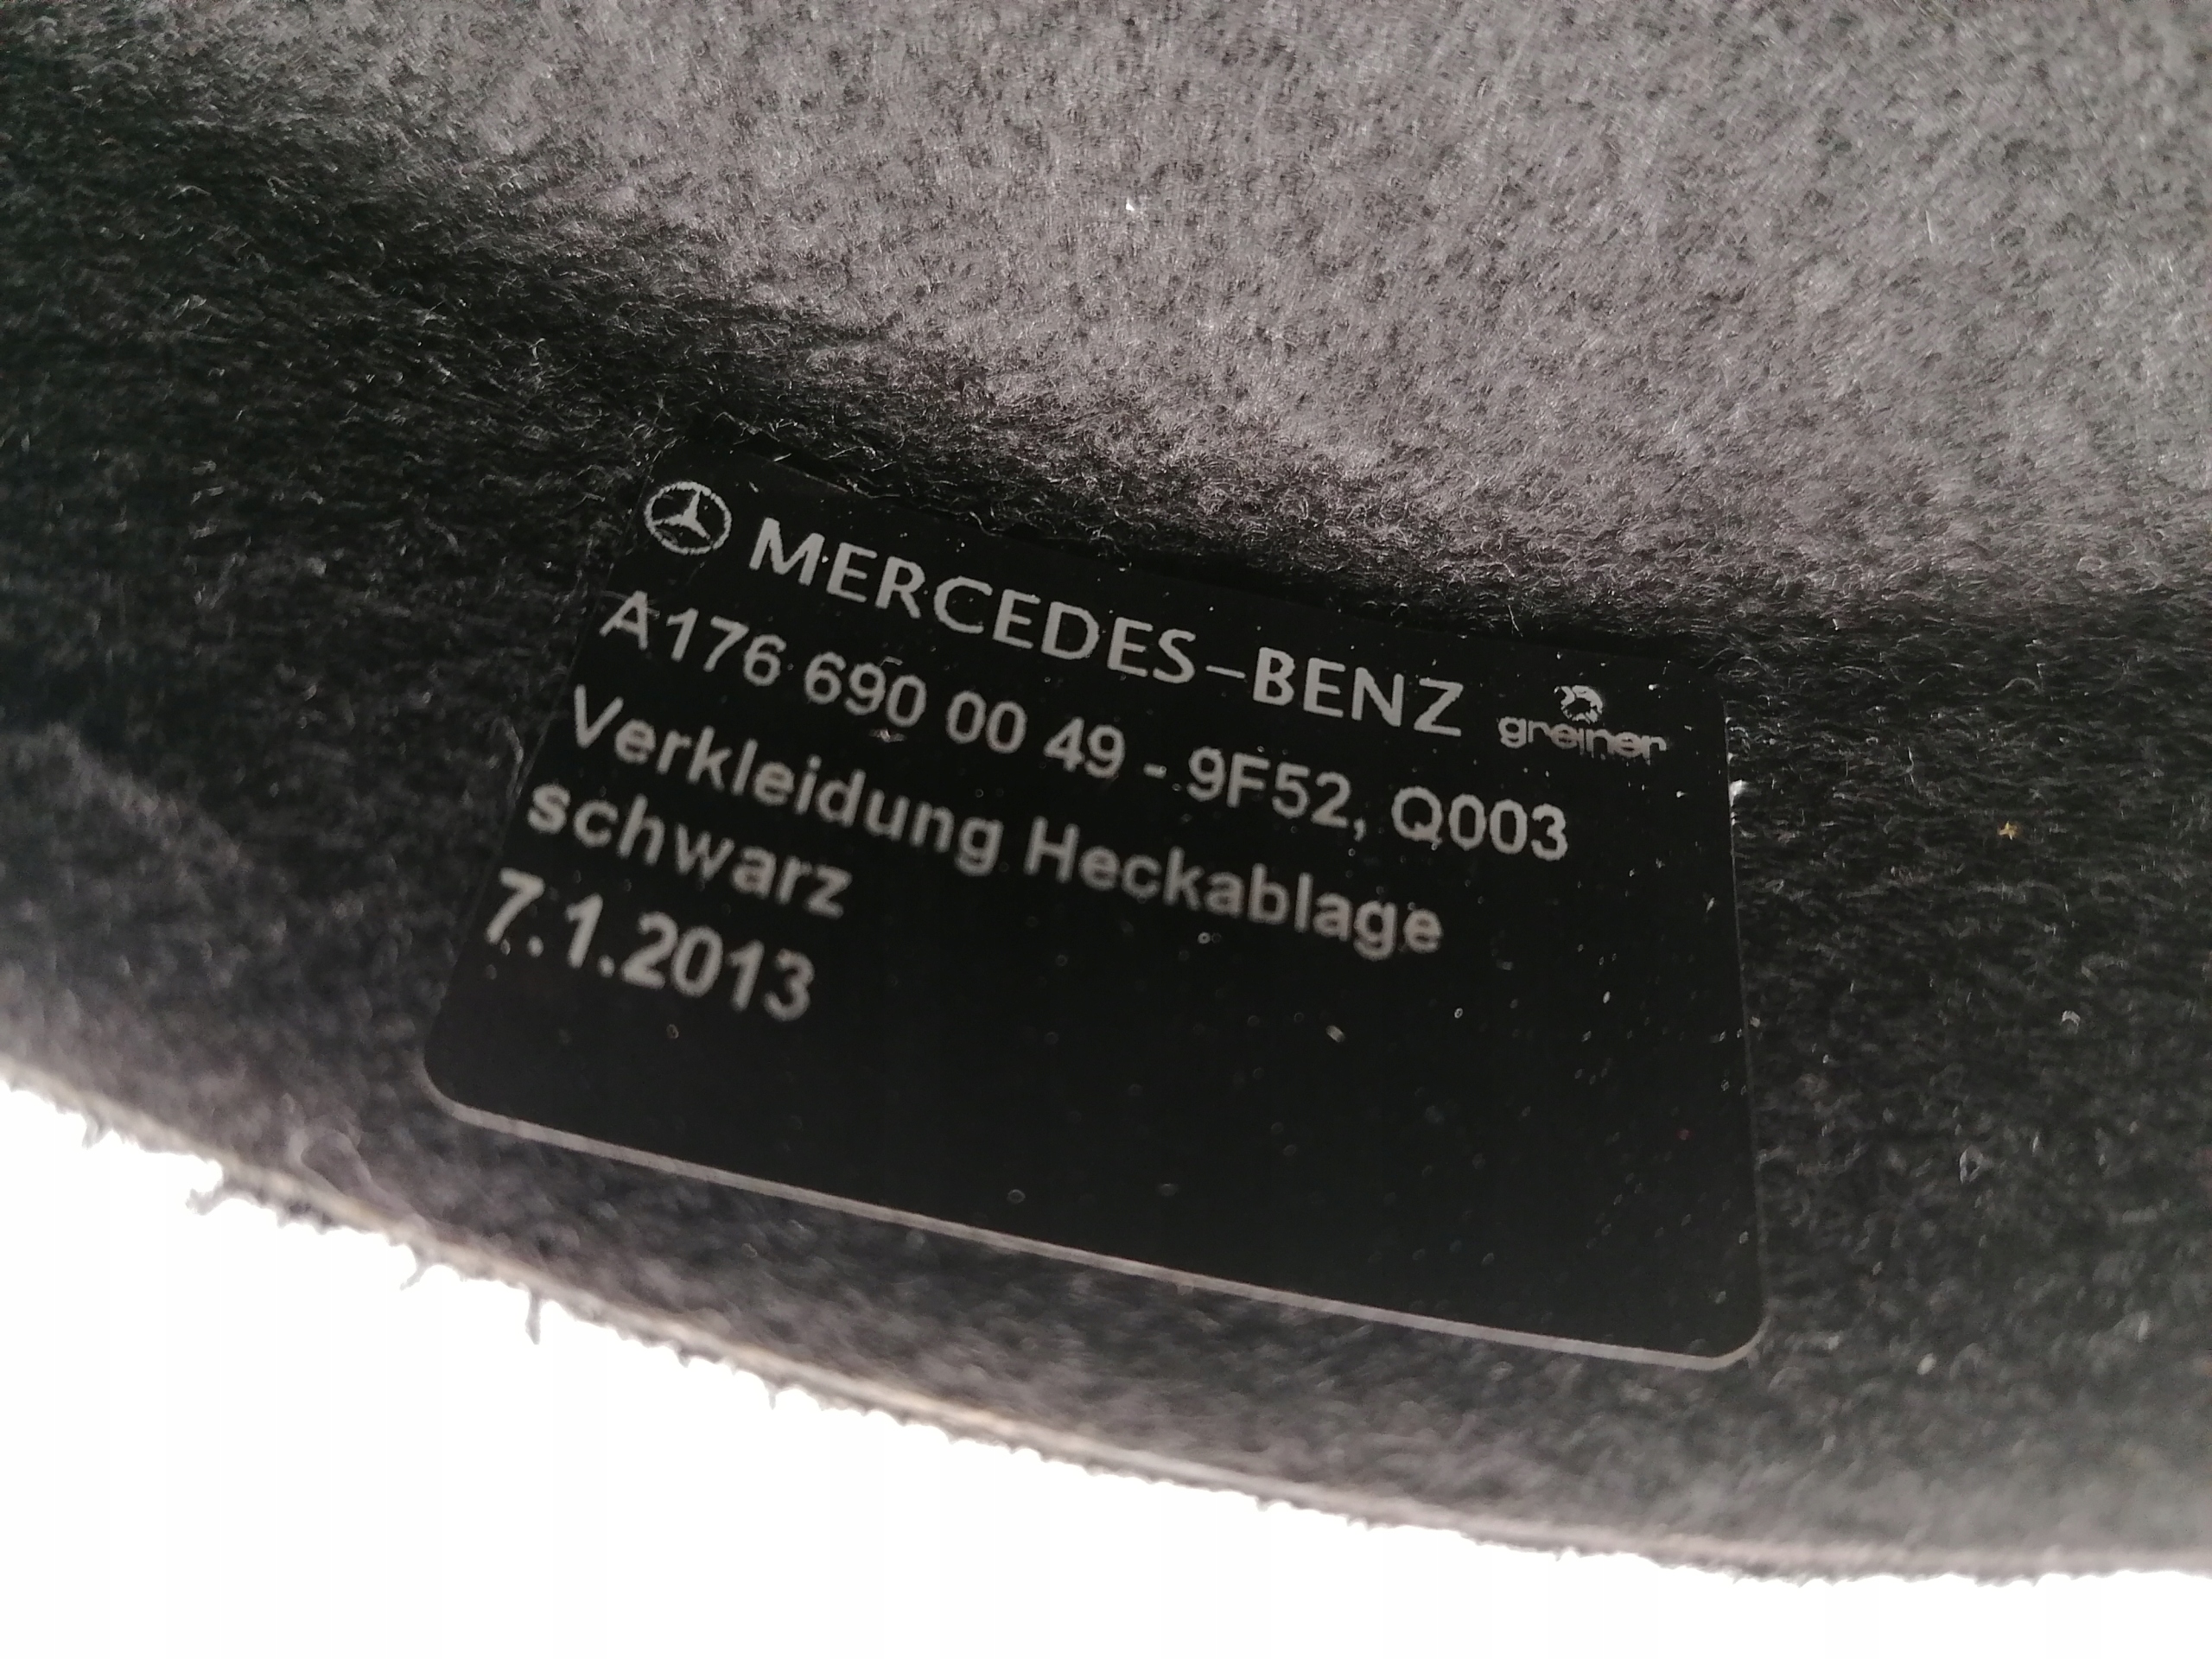 MERCEDES-BENZ greiner
A176 690 00 49 - 9F52, Q003
Verkleidung Heckablage
schwarz
7.1.2013